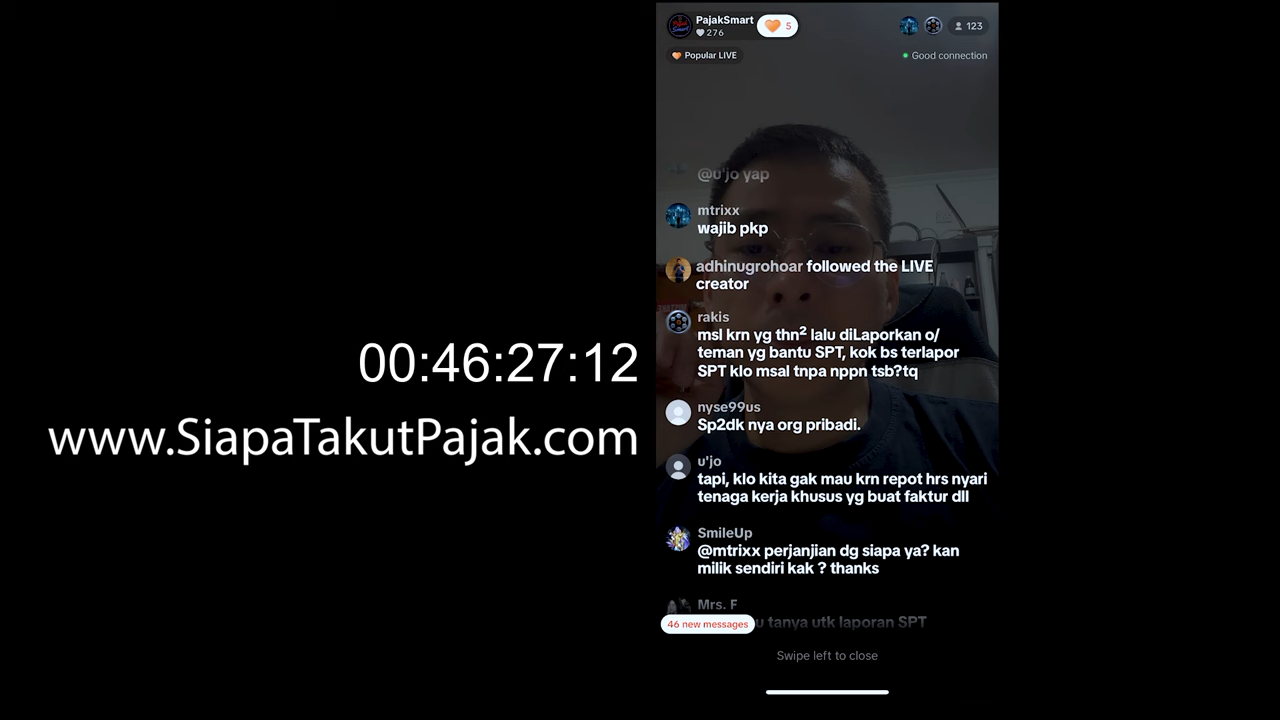 00:46:27:12
www.SiapaTakutPajak.com
PajakSmart
276
5
123
Popular LIVE
Good connection
@u'jo yap
mtrixx
wajib pkp
adhinugrohoar followed the LIVE
creator
rakis
msl krn yg thn² lalu diLaporkan o/
teman yg bantu SPT, kok bs terlapor
SPT klo msal tnpa nppn tsb?tq
nyse99us
Sp2dk nya org pribadi.
u'jo
tapi, klo kita gak mau krn repot hrs nyari
tenaga kerja khusus yg buat faktur dll
SmileUp
@mtrixx perjanjian dg siapa ya? kan
milik sendiri kak ? thanks
Mrs. F
tanya utk laporan SPT
46 new messages
Swipe left to close